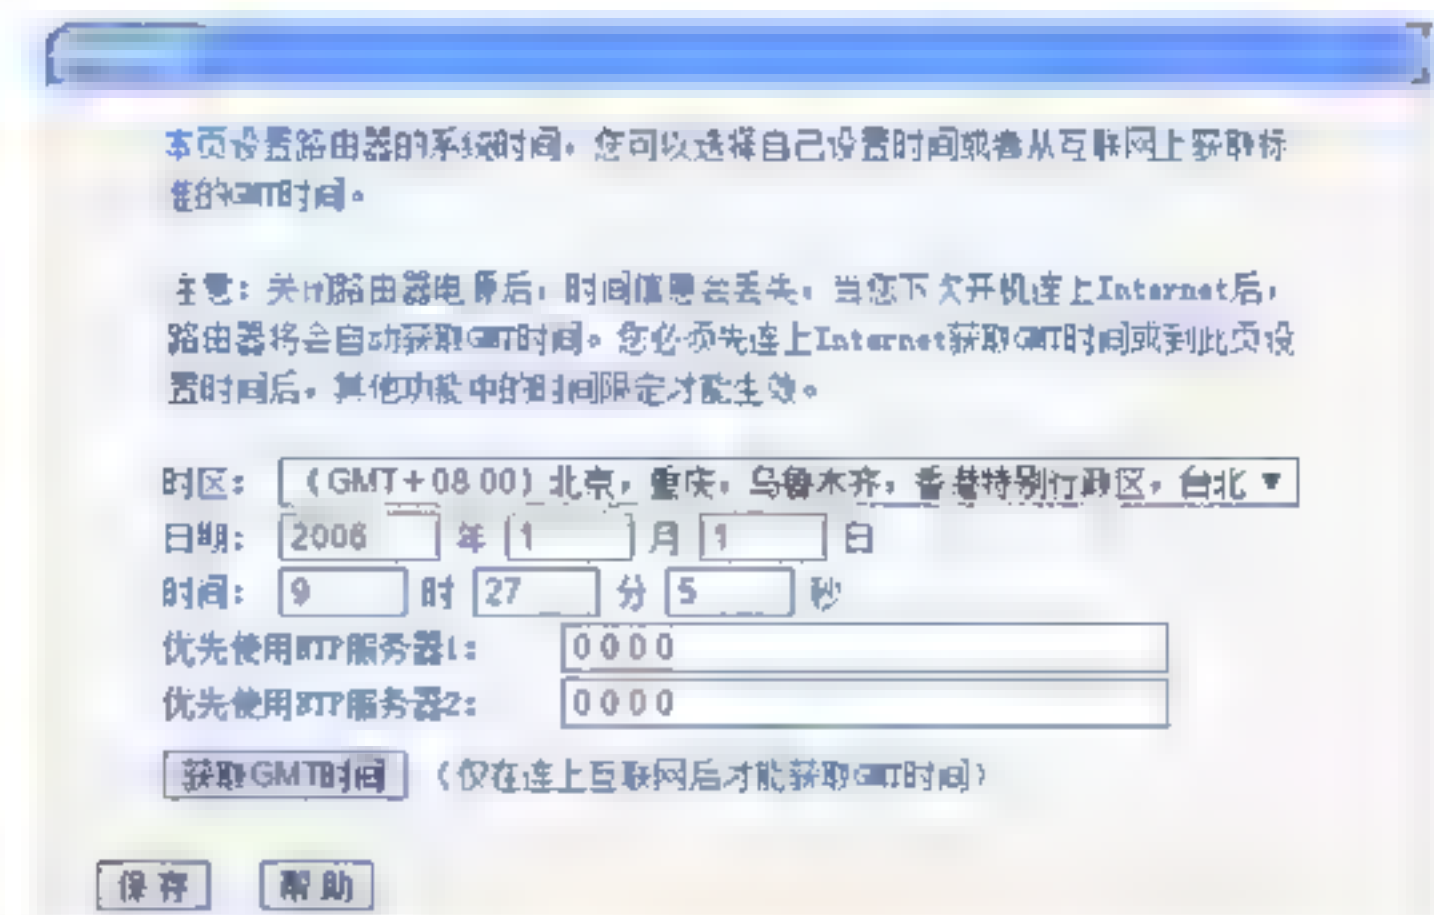 本页设置路由器的系统时间，您可以选择自己设置时间或者从互联网上获取标
准的GMT时间。
注意：关闭路由器电源后，时间信息会丢失，当您下次开机连上Internet后，
路由器将会自动获取GMT时间。您必须先连上Internet获取GMT时间或到此页设
置时间后，其他功能中的时间限定才能生效。
时区： (GMT+08:00) 北京，重庆，乌鲁木齐，香港特别行政区，台北
日期： 2006 年 1 月 1 日
时间： 9 时 27 分 5 秒
优先使用NTP服务器1： 0.0.0.0
优先使用NTP服务器2： 0.0.0.0
获取GMT时间 （仅在连上互联网后才能获取GMT时间）
保存 帮助